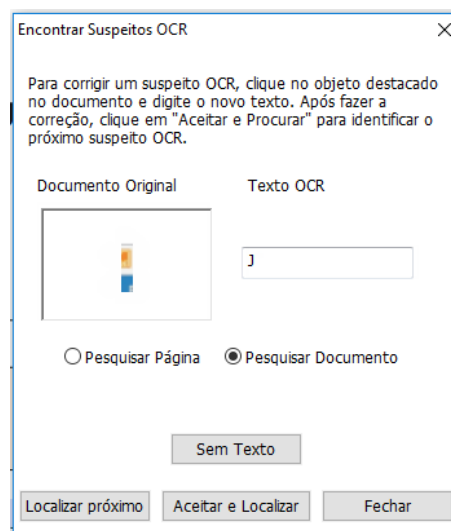 Encontrar Suspeitos OCR
Para corrigir um suspeito OCR, clique no objeto destacado
no documento e digite o novo texto. Após fazer a
correção, clique em "Aceitar e Procurar" para identificar o
próximo suspeito OCR.
Documento Original
Texto OCR
J
Pesquisar Página
Pesquisar Documento
Sem Texto
Localizar próximo
Aceitar e Localizar
Fechar